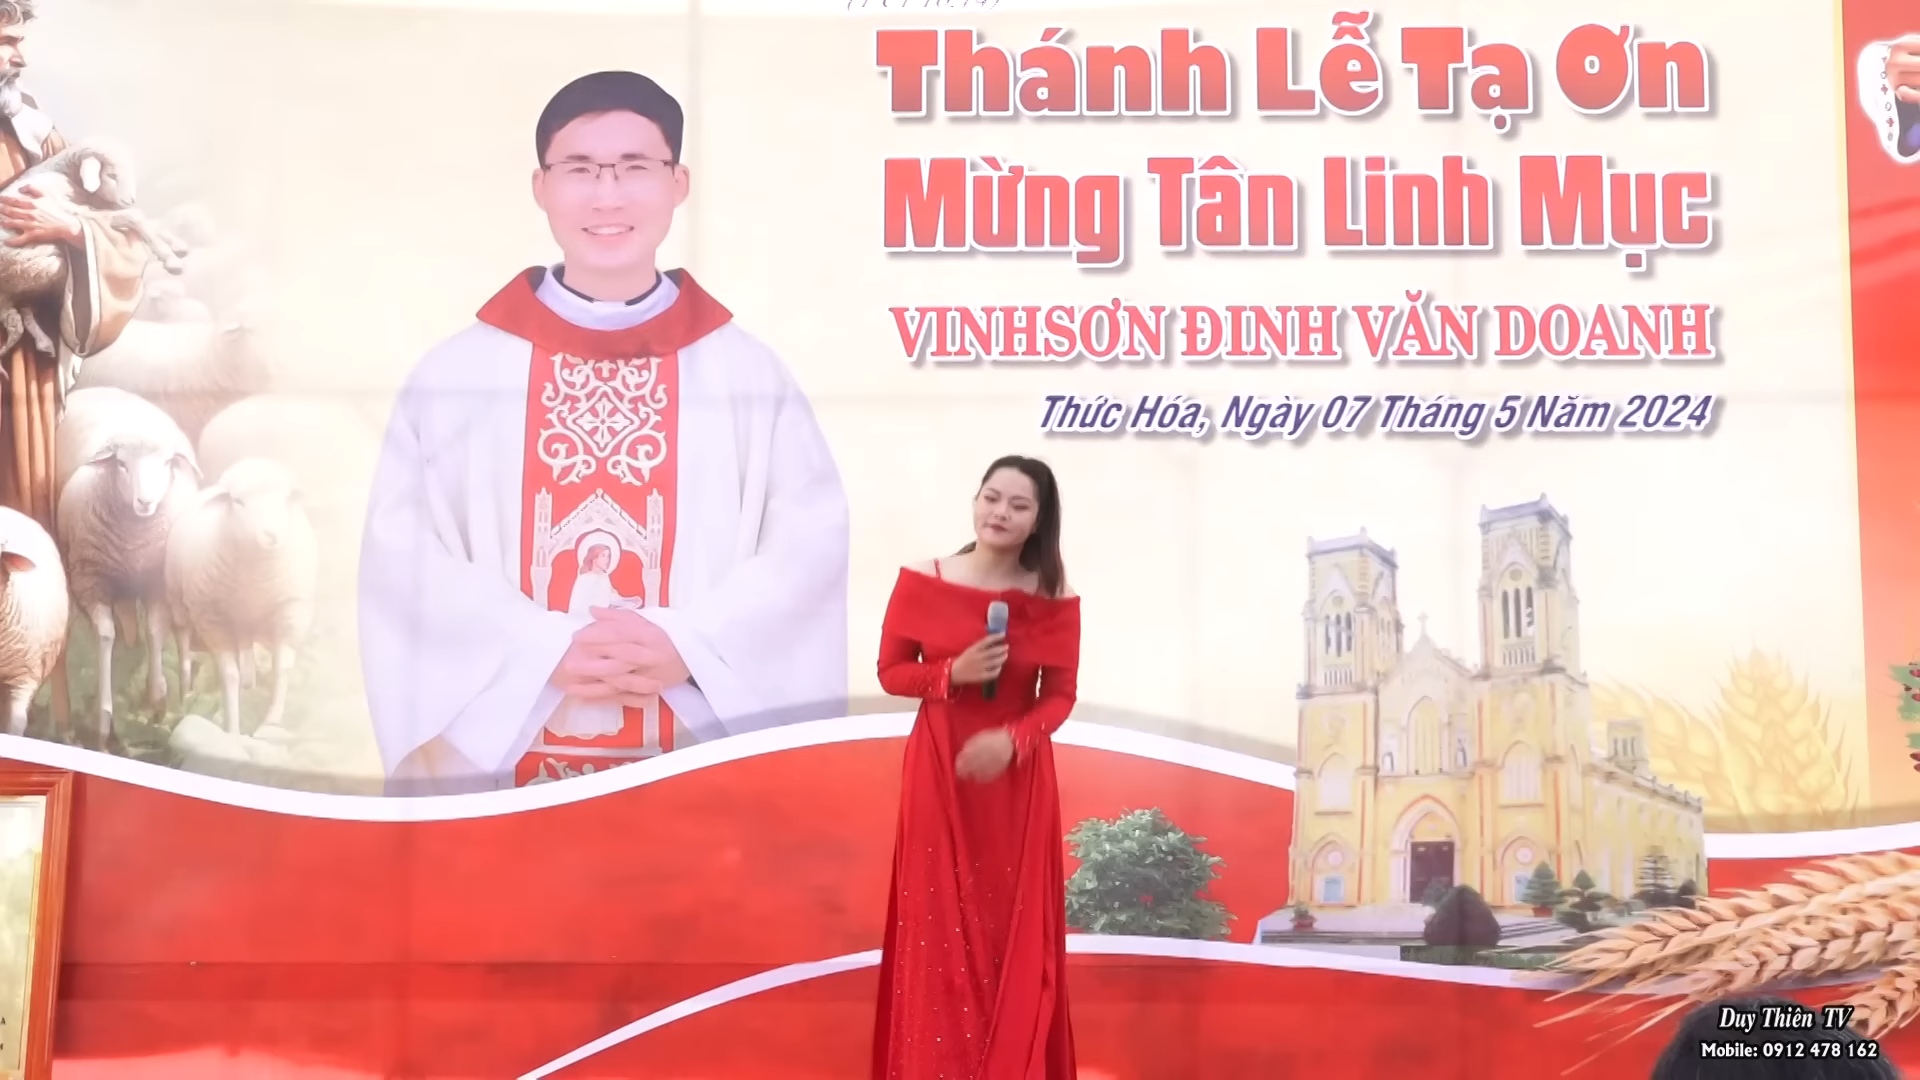 Thánh Lễ Tạ Ơn
Mừng Tân Linh Mục
VINHSƠN ĐINH VĂN DOANH
Thức Hóa, Ngày 07 Tháng 5 Năm 2024
Duy Thiên TV
Mobile: 0912 478 162